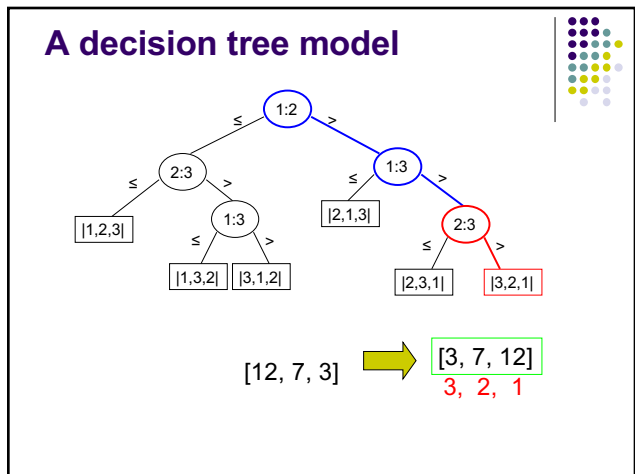 A decision tree model
1:2
≤ >
2:3 1:3
≤ > ≤ >
|1,2,3| 1:3 |2,1,3| 2:3
≤ > ≤ >
|1,3,2| |3,1,2| |2,3,1| |3,2,1|
[12, 7, 3] [3, 7, 12]
3, 2, 1